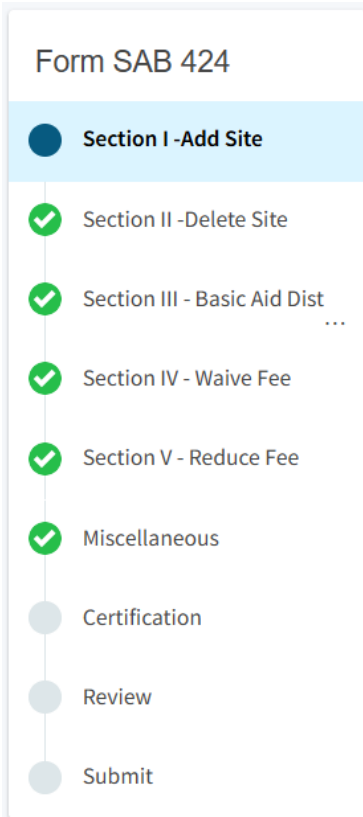 Form SAB 424
Section I -Add Site
Section II -Delete Site
Section III - Basic Aid Dist
...
Section IV - Waive Fee
Section V - Reduce Fee
Miscellaneous
Certification
Review
Submit